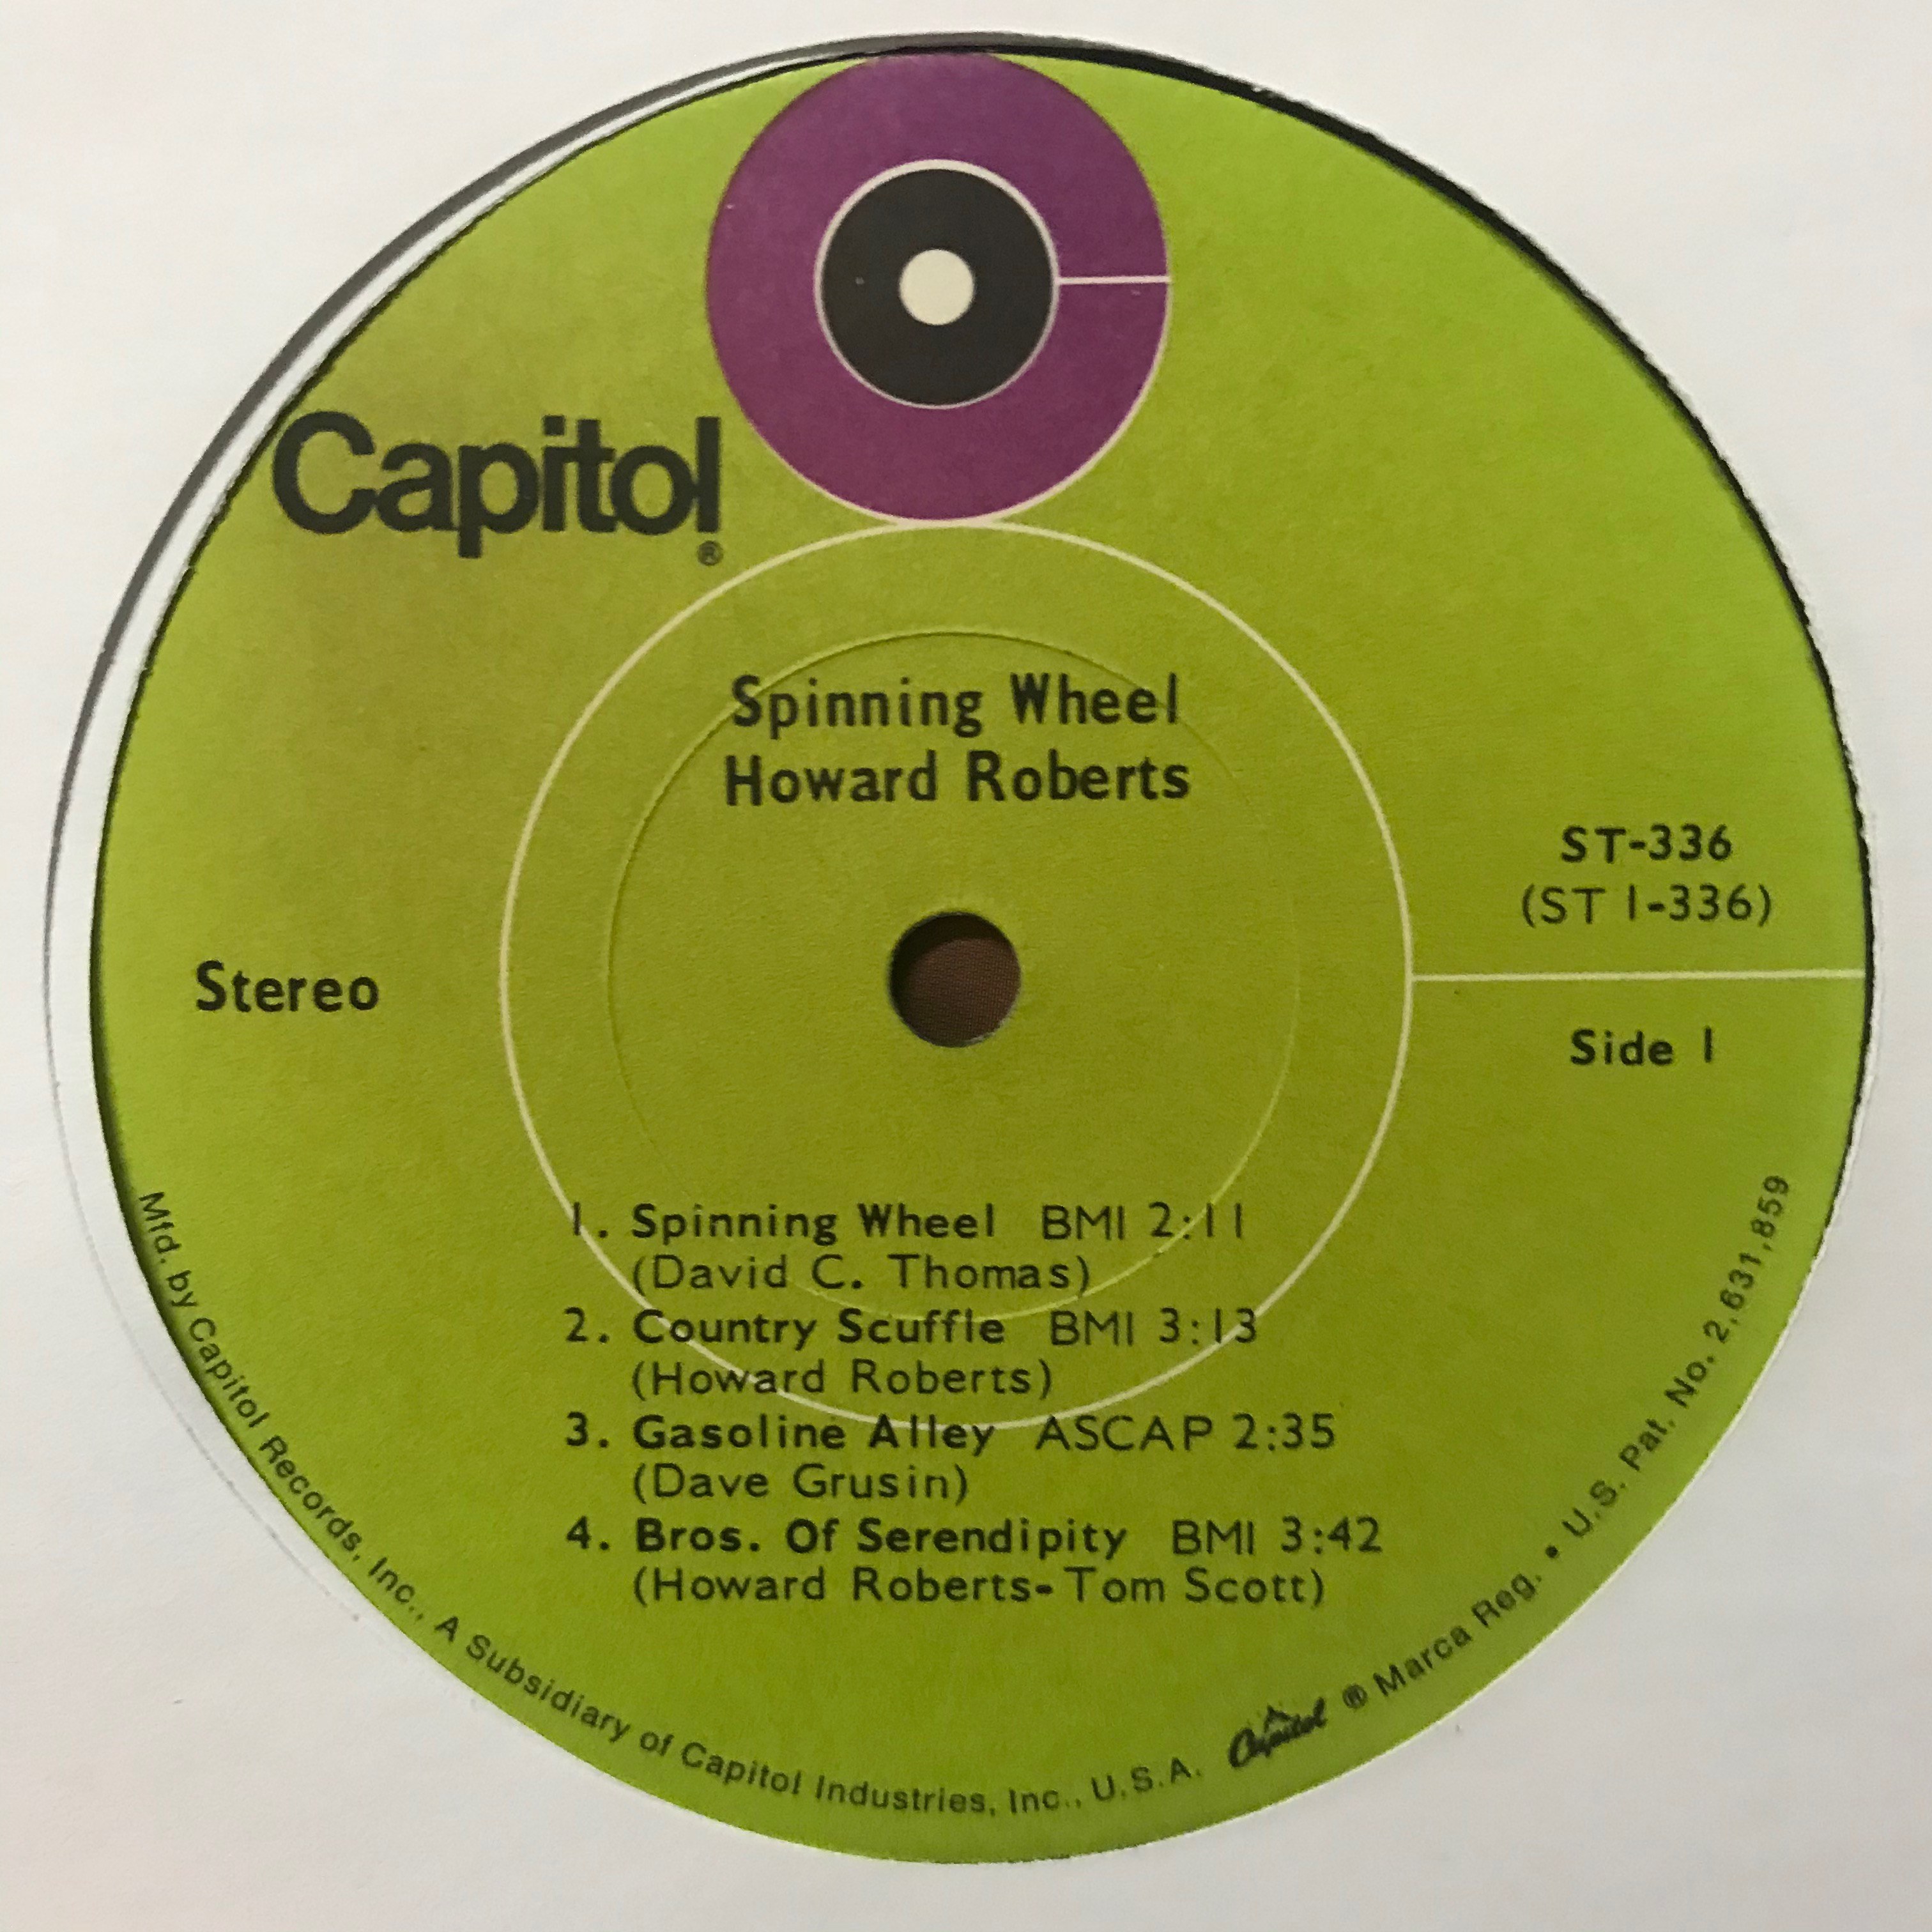 Capitol
®
Spinning Wheel
Howard Roberts
ST-336
(ST 1-336)
Stereo
Side 1
1. Spinning Wheel BMI 2:11
(David C. Thomas)
2. Country Scuffle BMI 3:13
(Howard Roberts)
3. Gasoline Alley ASCAP 2:35
(Dave Grusin)
4. Bros. Of Serendipity BMI 3:42
(Howard Roberts-Tom Scott)
Mfd. by Capitol Records, Inc., A Subsidiary of Capitol Industries, Inc., U.S.A. Capitol ® Marca Reg. • U.S. Pat. No. 2,631,859